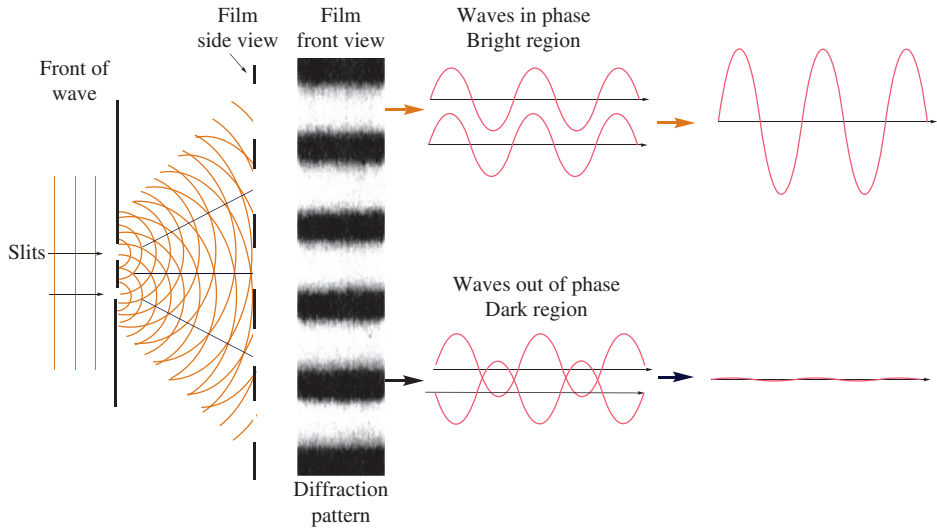 Film
side view
Film
front view
Waves in phase
Bright region
Front of
wave
Slits
Waves out of phase
Dark region
Diffraction
pattern